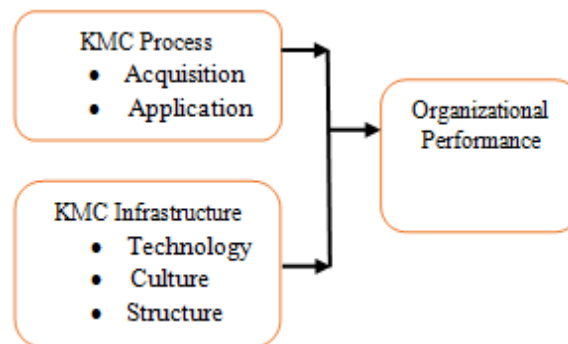 KMC Process
• Acquisition
• Application
KMC Infrastructure
• Technology
• Culture
• Structure
Organizational
Performance